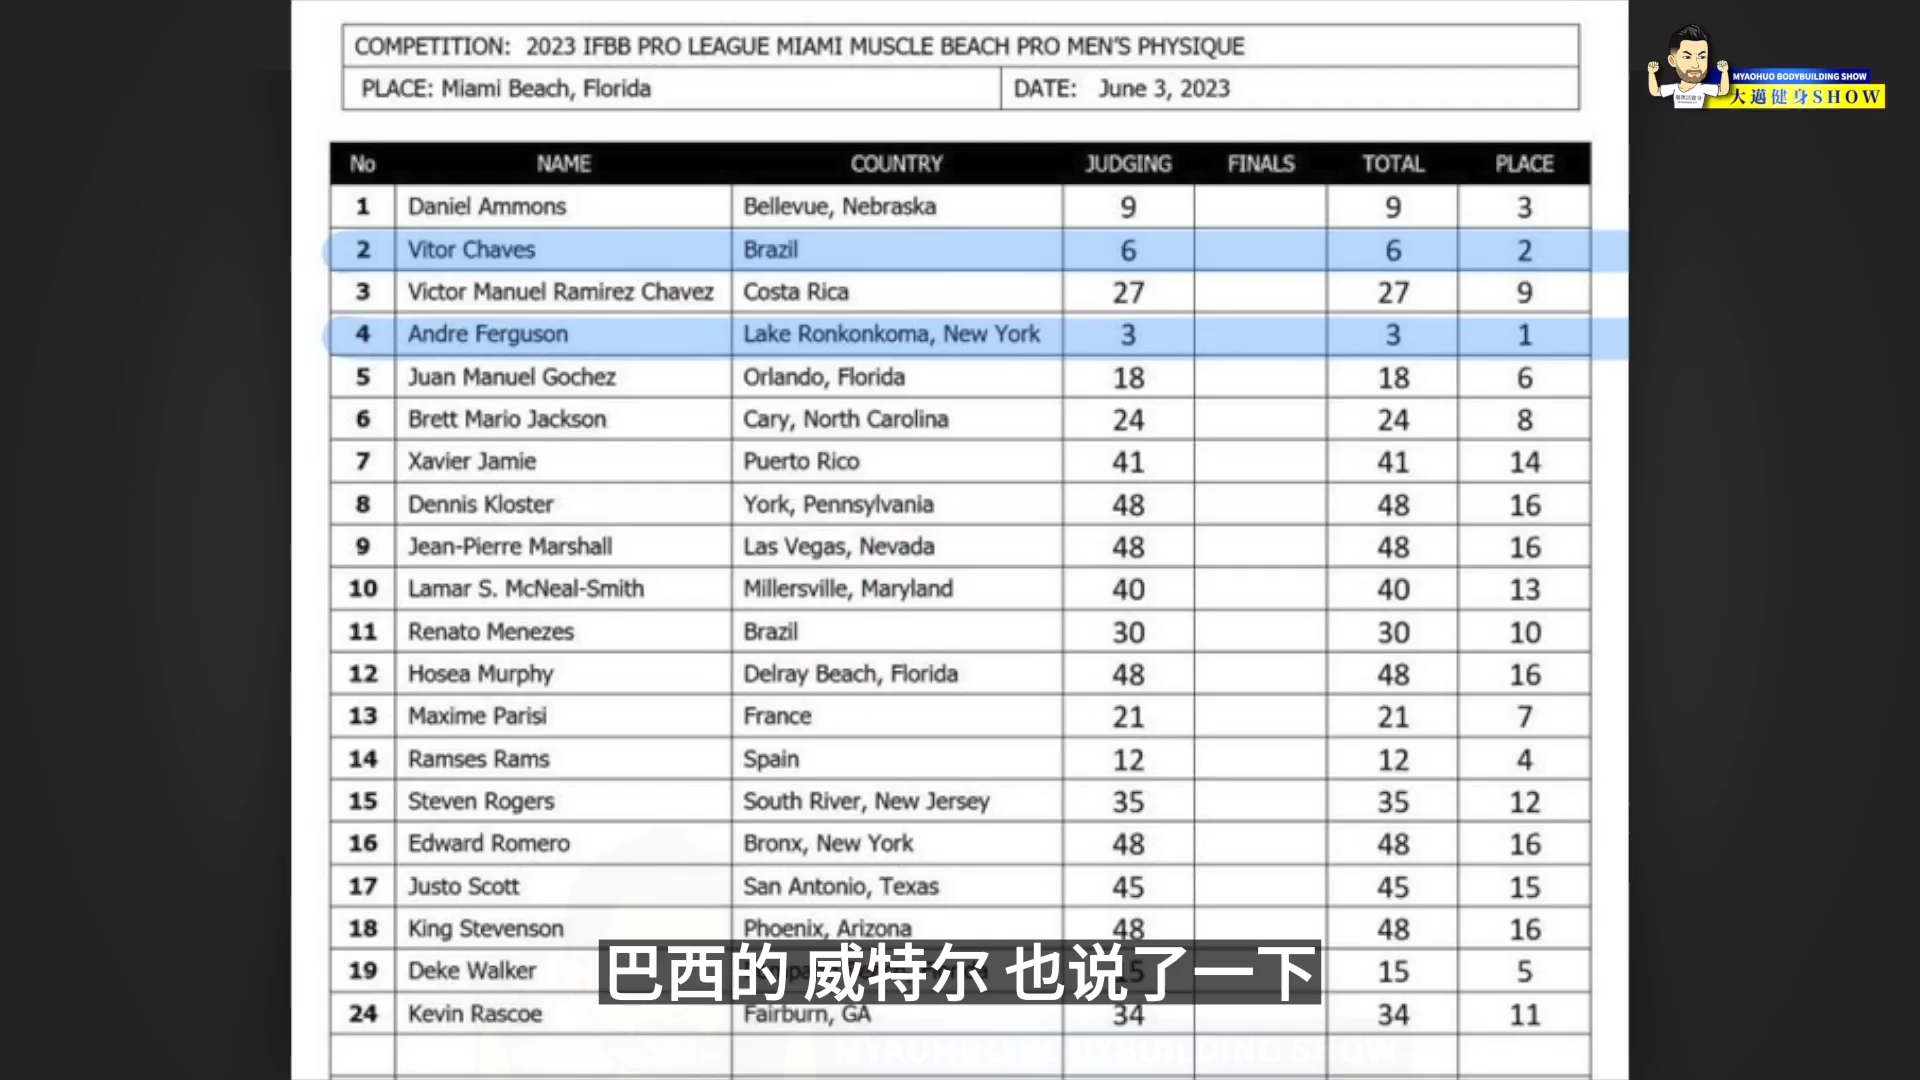 COMPETITION: 2023 IFBB PRO LEAGUE MIAMI MUSCLE BEACH PRO MEN'S PHYSIQUE
PLACE: Miami Beach, Florida DATE: June 3, 2023
MYAOHUO BODYBUILDING SHOW
大邁健身SHOW
No NAME COUNTRY JUDGING FINALS TOTAL PLACE
1 Daniel Ammons Bellevue, Nebraska 9 9 3
2 Vitor Chaves Brazil 6 6 2
3 Victor Manuel Ramirez Chavez Costa Rica 27 27 9
4 Andre Ferguson Lake Ronkonkoma, New York 3 3 1
5 Juan Manuel Gochez Orlando, Florida 18 18 6
6 Brett Mario Jackson Cary, North Carolina 24 24 8
7 Xavier Jamie Puerto Rico 41 41 14
8 Dennis Kloster York, Pennsylvania 48 48 16
9 Jean-Pierre Marshall Las Vegas, Nevada 48 48 16
10 Lamar S. McNeal-Smith Millersville, Maryland 40 40 13
11 Renato Menezes Brazil 30 30 10
12 Hosea Murphy Delray Beach, Florida 48 48 16
13 Maxime Parisi France 21 21 7
14 Ramses Rams Spain 12 12 4
15 Steven Rogers South River, New Jersey 35 35 12
16 Edward Romero Bronx, New York 48 48 16
17 Justo Scott San Antonio, Texas 45 45 15
18 King Stevenson Phoenix, Arizona 48 48 16
19 Deke Walker 15 15 5
巴西的 威特尔 也说了一下
24 Kevin Rascoe Fairburn, GA 34 34 11
MYAOHUO BODYBUILDING SHOW